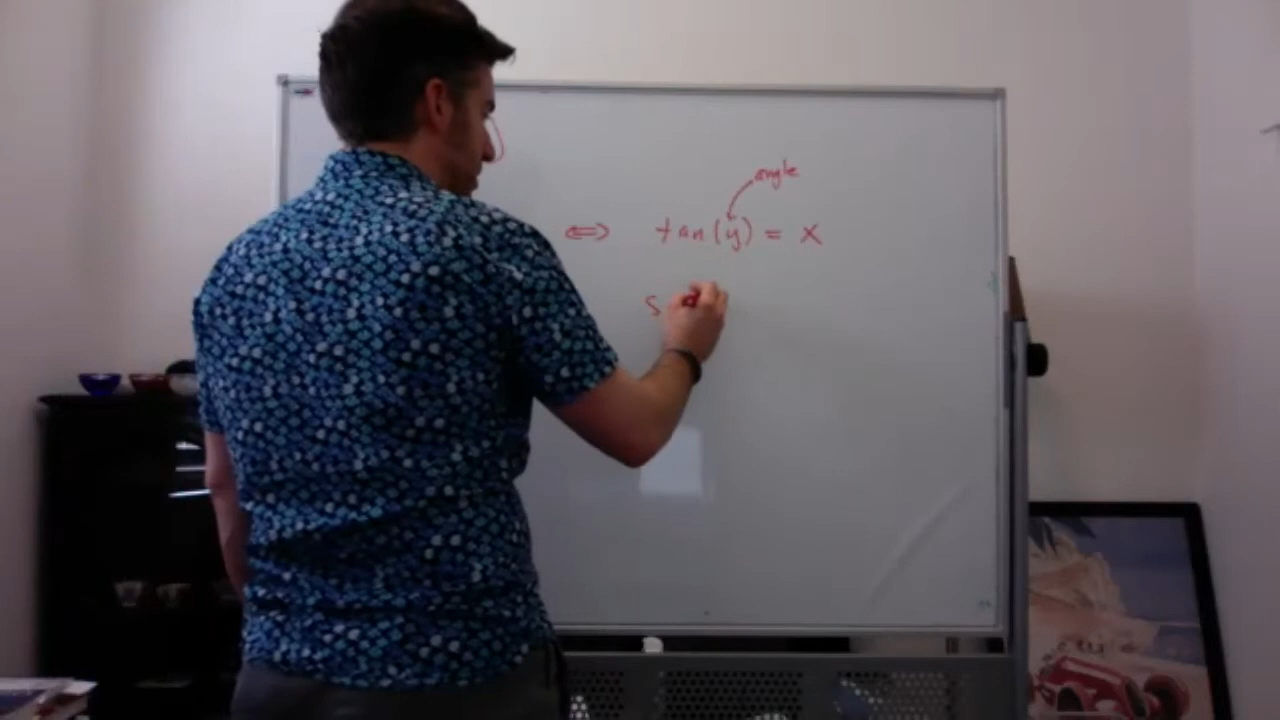 angle
⇔ tan(y) = x
s